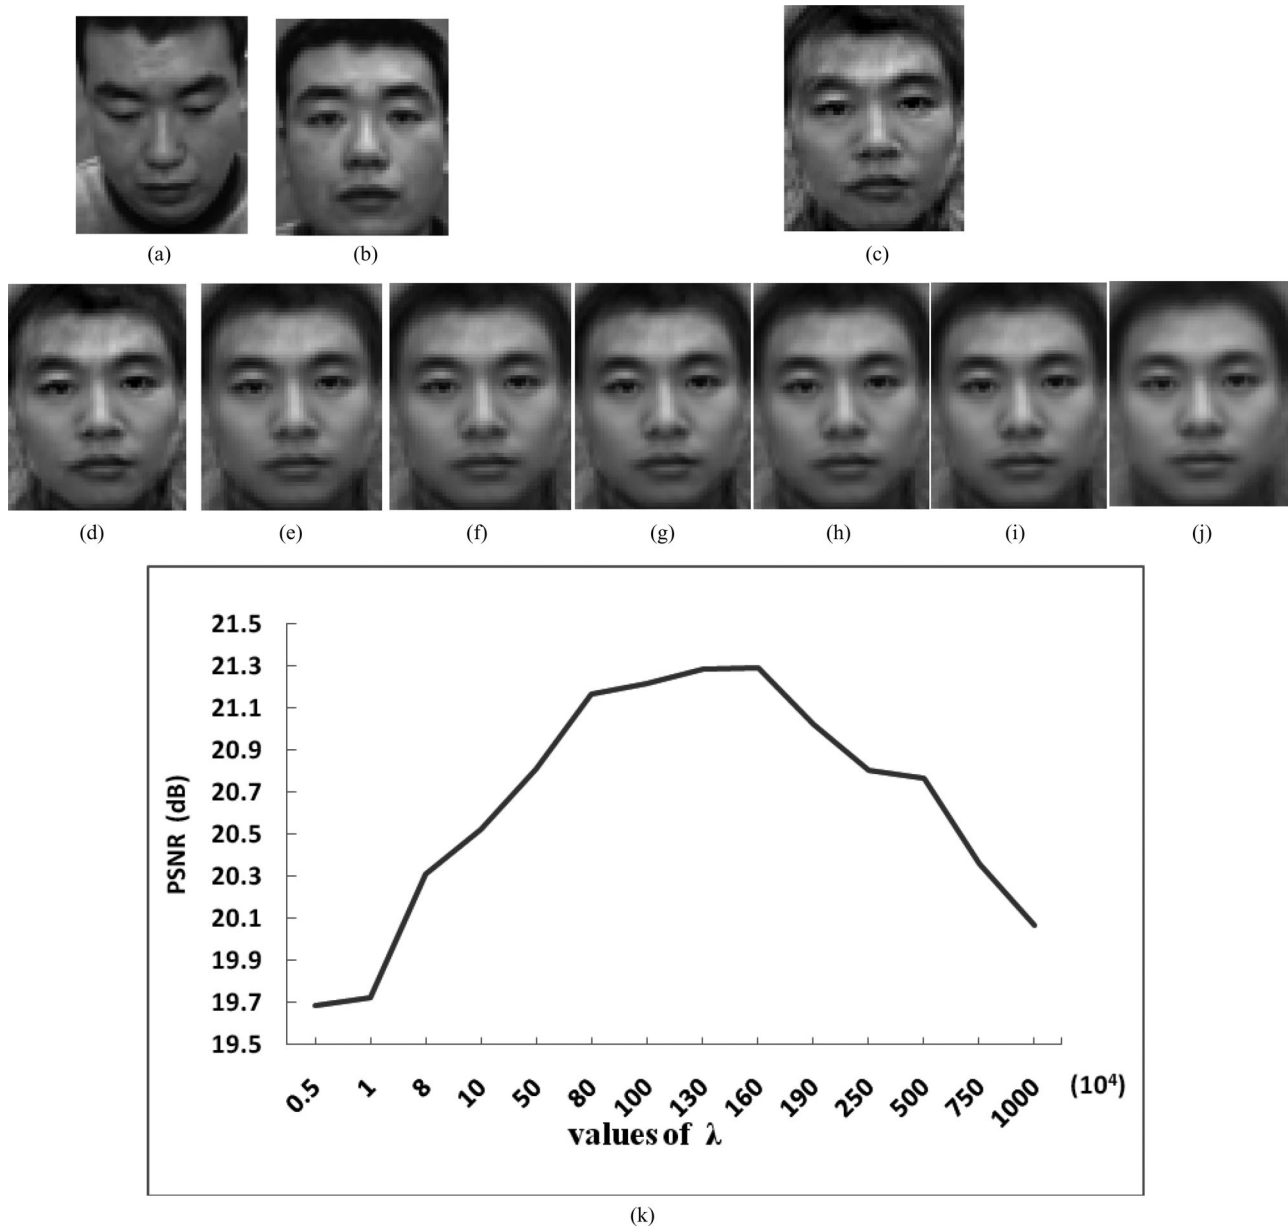 (a) (b) (c)
(d) (e) (f) (g) (h) (i) (j)
21.5
21.3
21.1
20.9
20.7
20.5
20.3
20.1
19.9
19.7
19.5
PSNR (dB)
0.5 1 8 10 50 80 100 130 160 190 250 500 750 1000 (10⁴)
values of λ
(k)